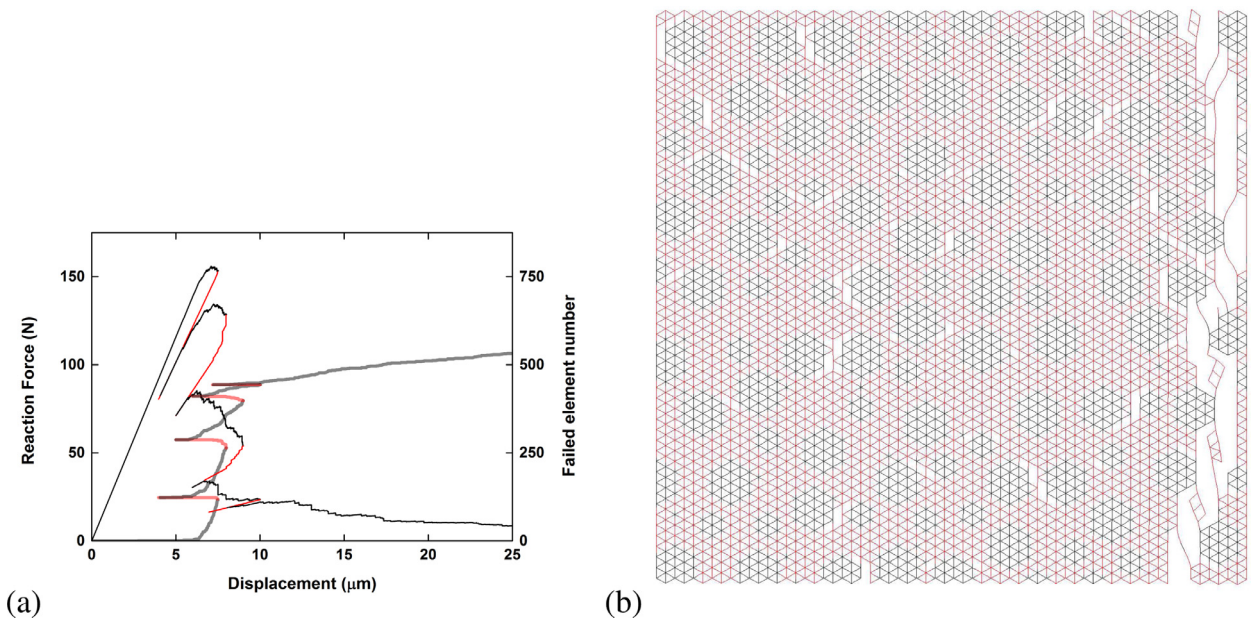 Reaction Force (N)
150
100
50
0
0
5
10
15
20
25
Displacement (μm)
750
500
250
0
Failed element number
(a)
(b)